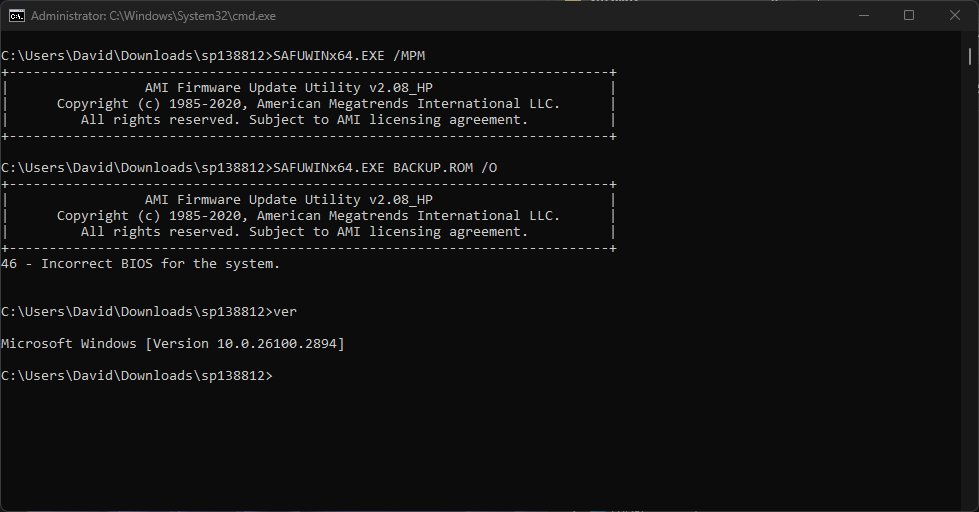 Administrator: C:\Windows\System32\cmd.exe
C:\Users\David\Downloads\sp138812>SAFUWINx64.EXE /MPM
+---------------------------------------------------------------------------+
| AMI Firmware Update Utility v2.08_HP |
| Copyright (c) 1985-2020, American Megatrends International LLC. |
| All rights reserved. Subject to AMI licensing agreement. |
+---------------------------------------------------------------------------+
C:\Users\David\Downloads\sp138812>SAFUWINx64.EXE BACKUP.ROM /O
+---------------------------------------------------------------------------+
| AMI Firmware Update Utility v2.08_HP |
| Copyright (c) 1985-2020, American Megatrends International LLC. |
| All rights reserved. Subject to AMI licensing agreement. |
+---------------------------------------------------------------------------+
46 - Incorrect BIOS for the system.
C:\Users\David\Downloads\sp138812>ver
Microsoft Windows [Version 10.0.26100.2894]
C:\Users\David\Downloads\sp138812>